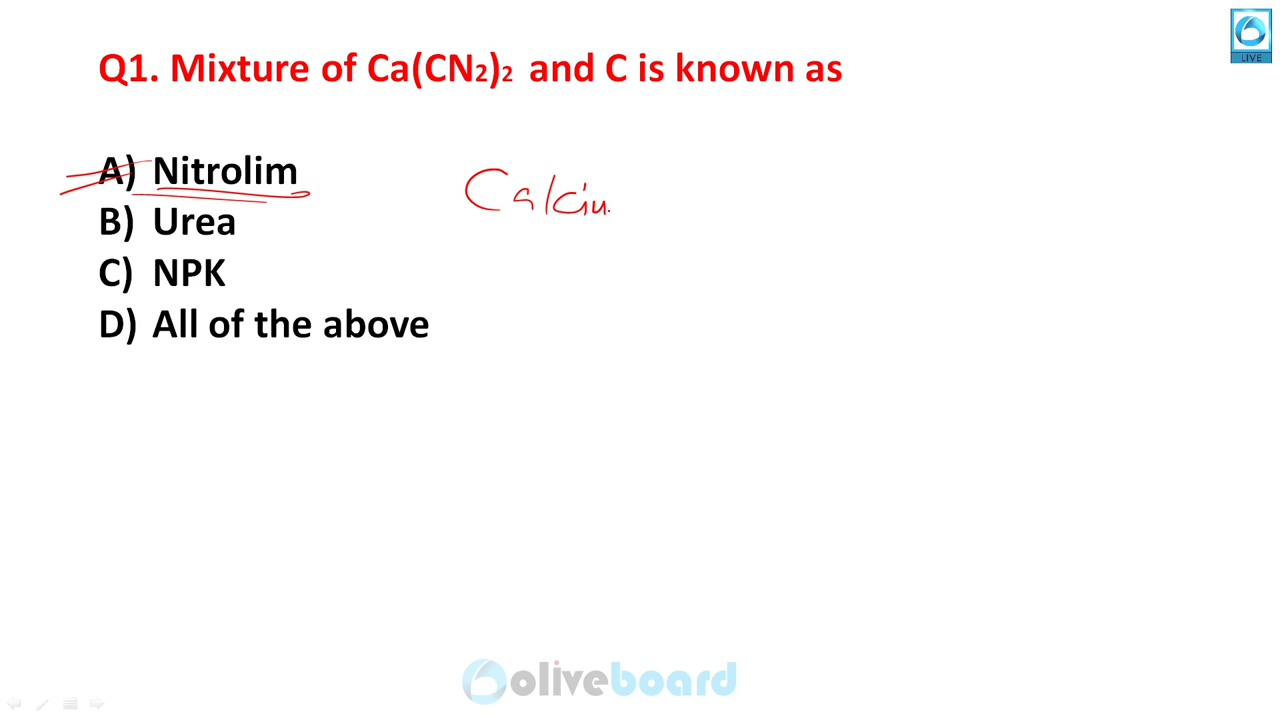 LIVE
Q1. Mixture of Ca(CN₂)₂ and C is known as
A) Nitrolim
Calciu
B) Urea
C) NPK
D) All of the above
oliveboard